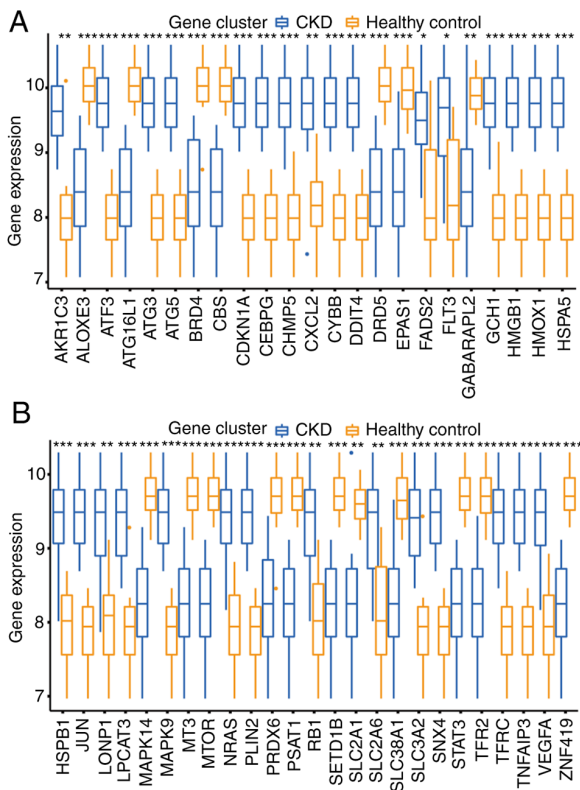 A
Gene cluster CKD Healthy control
** *** *** *** *** *** *** *** *** *** *** ** *** *** *** *** * * ** *** *** *** ***
Gene expression
10
9
8
7
AKR1C3
ALOXE3
ATF3
ATG16L1
ATG3
ATG5
BRD4
CBS
CDKN1A
CEBPG
CHMP5
CXCL2
CYBB
DDIT4
DRD5
EPAS1
FADS2
FLT3
GABARAPL2
GCH1
HMGB1
HMOX1
HSPA5
B
Gene cluster CKD Healthy control
Gene expression
10
9
8
7
HSPB1
JUN
LONP1
LPCAT3
MAPK14
MAPK9
MT3
MTOR
NRAS
PLIN2
PRDX6
PSAT1
RB1
SETD1B
SLC2A1
SLC2A6
SLC38A1
SLC3A2
SNX4
STAT3
TFR2
TFRC
TNFAIP3
VEGFA
ZNF419